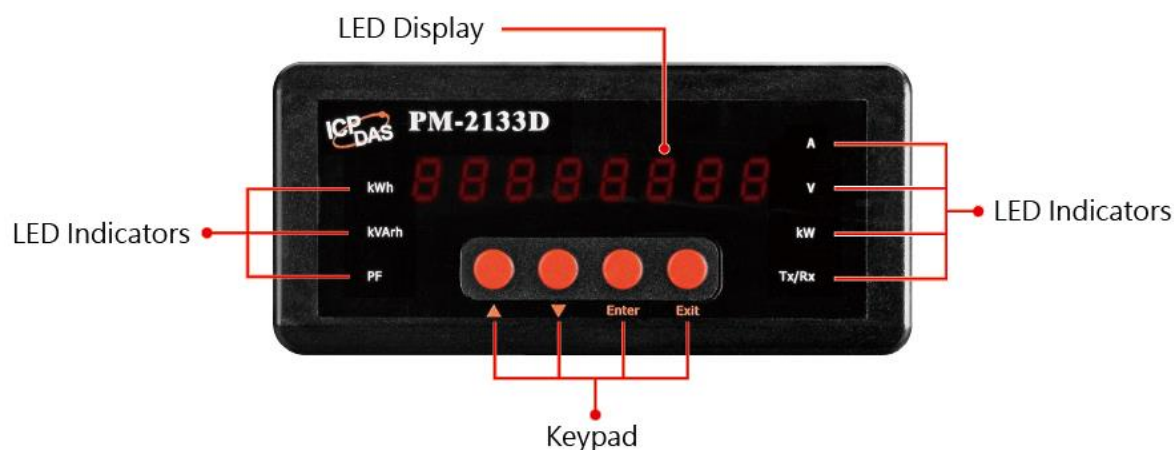 LED Display
ICP DAS
PM-2133D
88888888
A
kWh
V
LED Indicators
kVArh
kW
LED Indicators
PF
Tx/Rx
▲ ▼ Enter Exit
Keypad